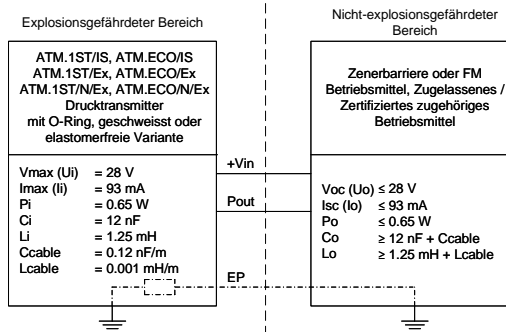 Explosionsgefährdeter Bereich
Nicht-explosionsgefährdeter
Bereich
ATM.1ST/IS, ATM.ECO/IS
ATM.1ST/Ex, ATM.ECO/Ex
ATM.1ST/N/Ex, ATM.ECO/N/Ex
Drucktransmitter
mit O-Ring, geschweisst oder
elastomerfreie Variante
Zenerbarriere oder FM
Betriebsmittel, Zugelassenes /
Zertifiziertes zugehöriges
Betriebsmittel
Vmax (Ui) = 28 V
Imax (Ii) = 93 mA
Pi = 0.65 W
Ci = 12 nF
Li = 1.25 mH
Ccable = 0.12 nF/m
Lcable = 0.001 mH/m
+Vin
Pout
EP
Voc (Uo) ≤ 28 V
Isc (Io) ≤ 93 mA
Po ≤ 0.65 W
Co ≥ 12 nF + Ccable
Lo ≥ 1.25 mH + Lcable